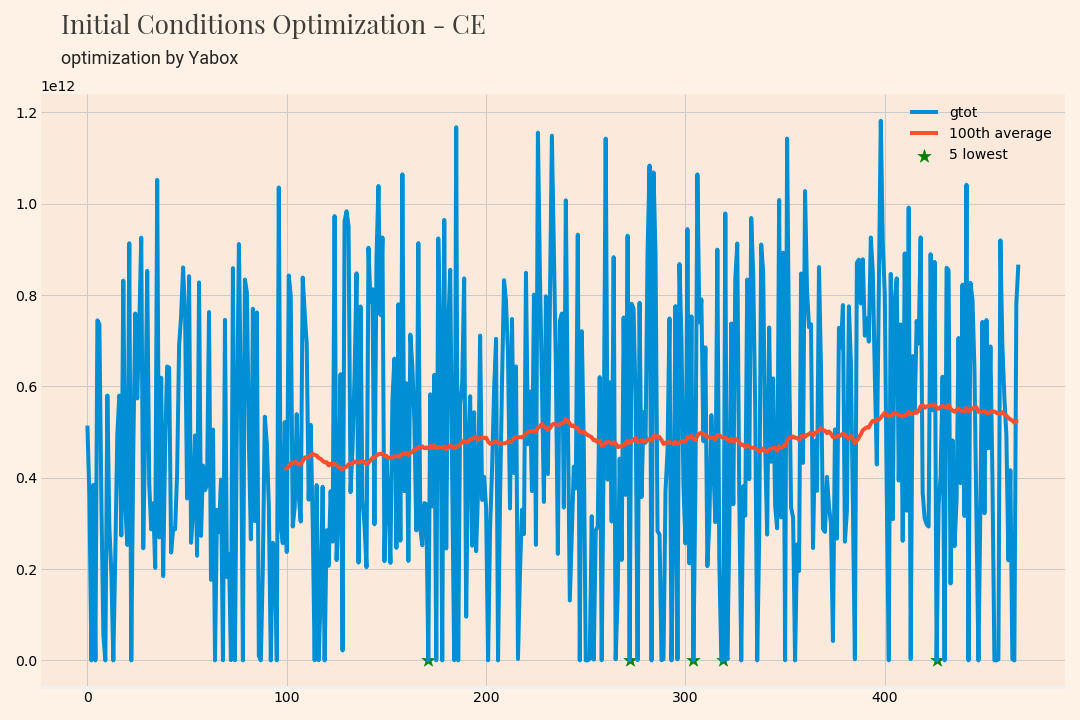 Initial Conditions Optimization - CE
optimization by Yabox
1e12
1.2
1.0
0.8
0.6
0.4
0.2
0.0
0 100 200 300 400
gtot
100th average
5 lowest